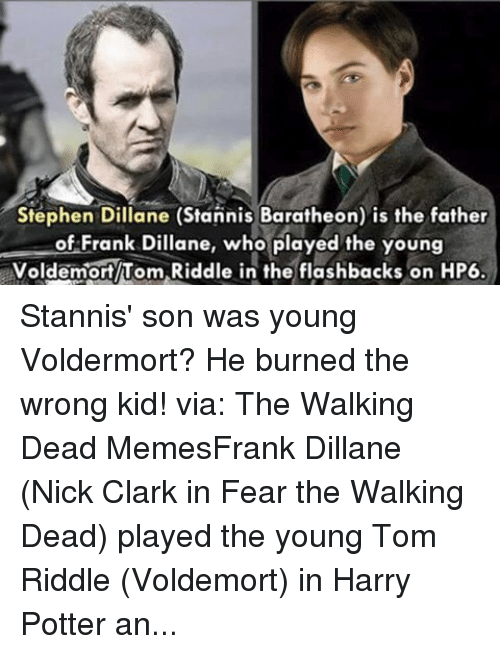 Stephen Dillane (Stannis Baratheon) is the father
of Frank Dillane, who played the young
Voldemort/Tom Riddle in the flashbacks on HP6.
Stannis' son was young
Voldermort? He burned the
wrong kid! via: The Walking
Dead MemesFrank Dillane
(Nick Clark in Fear the Walking
Dead) played the young Tom
Riddle (Voldemort) in Harry
Potter an...